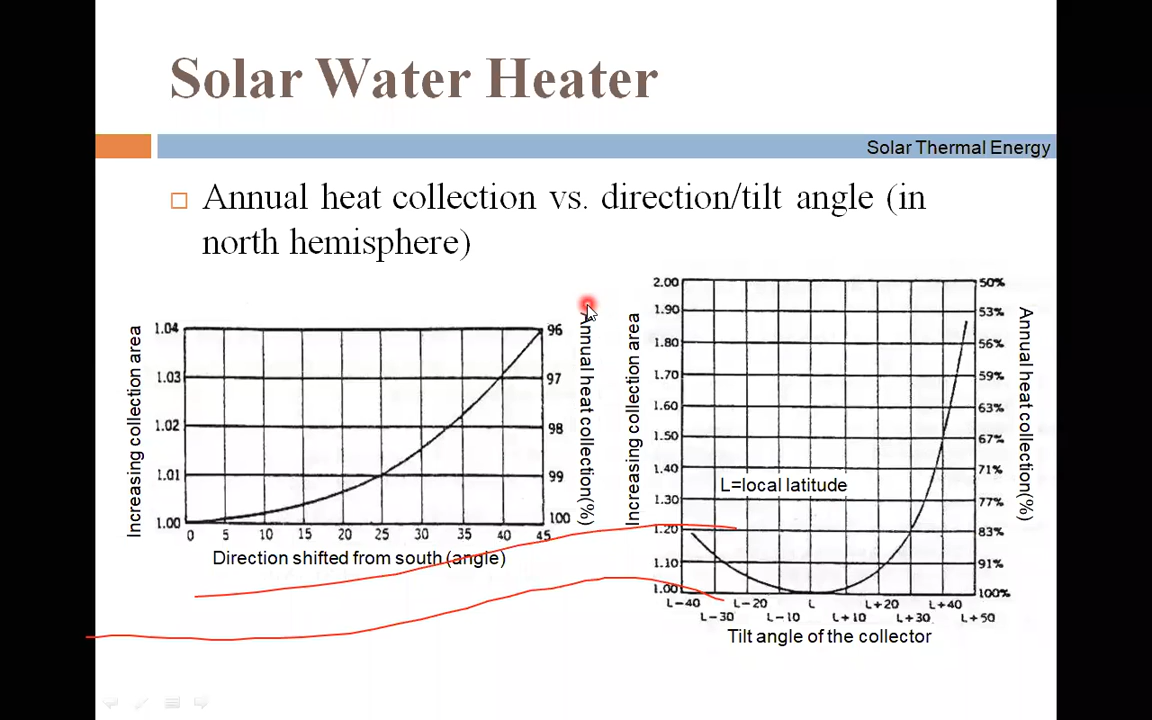 Solar Water Heater
Solar Thermal Energy
Annual heat collection vs. direction/tilt angle (in
north hemisphere)
Increasing collection area
1.04
1.03
1.02
1.01
1.00
96
97
98
99
100
Annual heat collection(%)
0 5 10 15 20 25 30 35 40 45
Direction shifted from south (angle)
Increasing collection area
2.00
1.90
1.80
1.70
1.60
1.50
1.40
1.30
1.20
1.10
1.00
L=local latitude
50%
53%
56%
59%
63%
67%
71%
77%
83%
91%
100%
Annual heat collection(%)
L-40 L-20 L L+20 L+40
L-30 L-10 L+10 L+30 L+50
Tilt angle of the collector